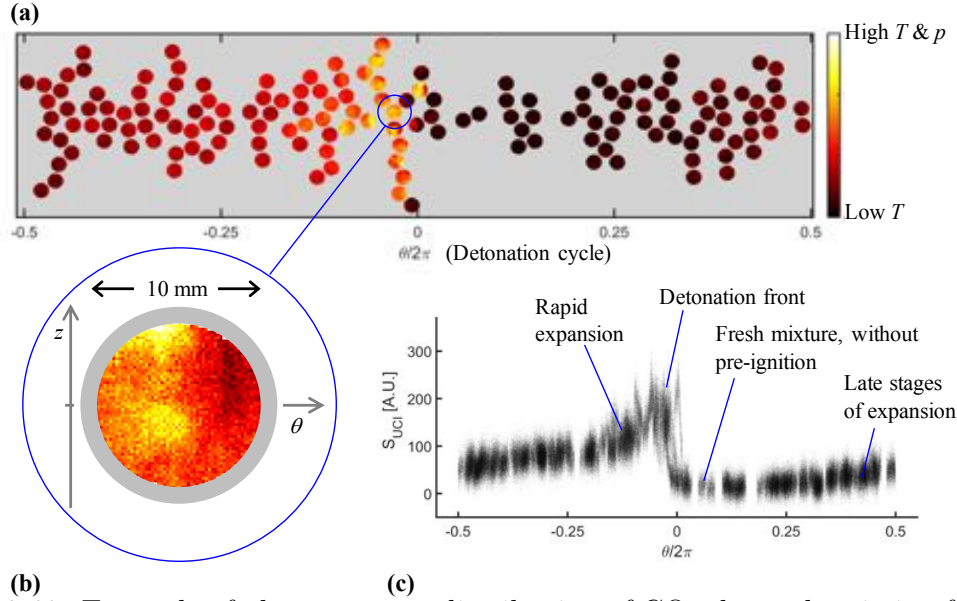 (a)
High T & p
Low T
-0.5 -0.25 0 0.25 0.5
θ/2π (Detonation cycle)
10 mm
z
θ
Rapid expansion
Detonation front
Fresh mixture, without pre-ignition
Late stages of expansion
S_UCI [A.U.]
300
200
100
0
-0.5 -0.25 0 0.25 0.5
θ/2π
(b) (c)